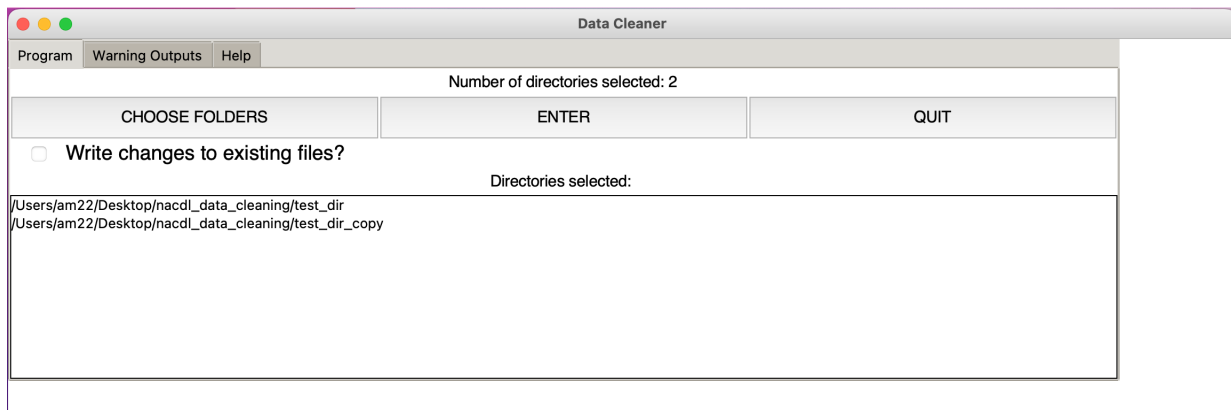 Data Cleaner
Program Warning Outputs Help
Number of directories selected: 2
CHOOSE FOLDERS ENTER QUIT
Write changes to existing files?
Directories selected:
/Users/am22/Desktop/nacdl_data_cleaning/test_dir
/Users/am22/Desktop/nacdl_data_cleaning/test_dir_copy